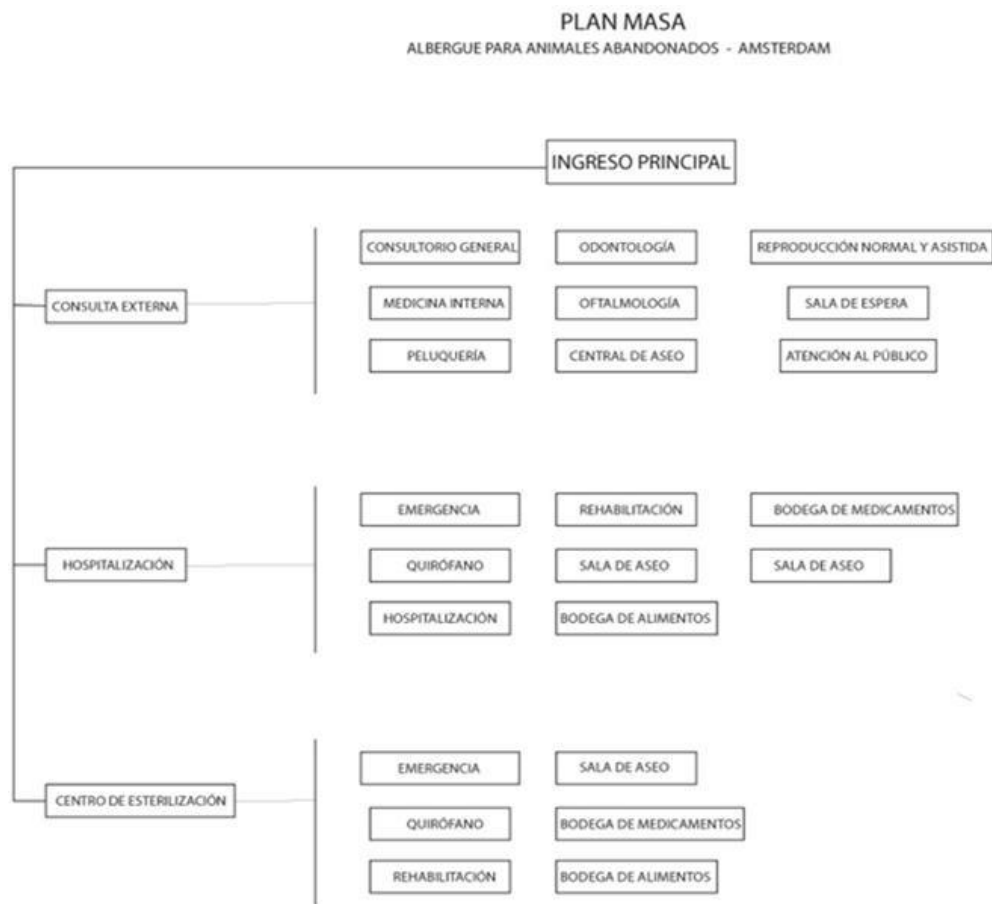 PLAN MASA
ALBERGUE PARA ANIMALES ABANDONADOS - AMSTERDAM
INGRESO PRINCIPAL
CONSULTA EXTERNA
CONSULTORIO GENERAL
ODONTOLOGÍA
REPRODUCCIÓN NORMAL Y ASISTIDA
MEDICINA INTERNA
OFTALMOLOGÍA
SALA DE ESPERA
PELUQUERÍA
CENTRAL DE ASEO
ATENCIÓN AL PÚBLICO
HOSPITALIZACIÓN
EMERGENCIA
REHABILITACIÓN
BODEGA DE MEDICAMENTOS
QUIRÓFANO
SALA DE ASEO
SALA DE ASEO
HOSPITALIZACIÓN
BODEGA DE ALIMENTOS
CENTRO DE ESTERILIZACIÓN
EMERGENCIA
SALA DE ASEO
QUIRÓFANO
BODEGA DE MEDICAMENTOS
REHABILITACIÓN
BODEGA DE ALIMENTOS